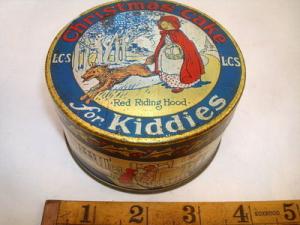 Christmas Cake
L.C.S L.C.S
Red Riding Hood
for Kiddies
1 2 3 4 5